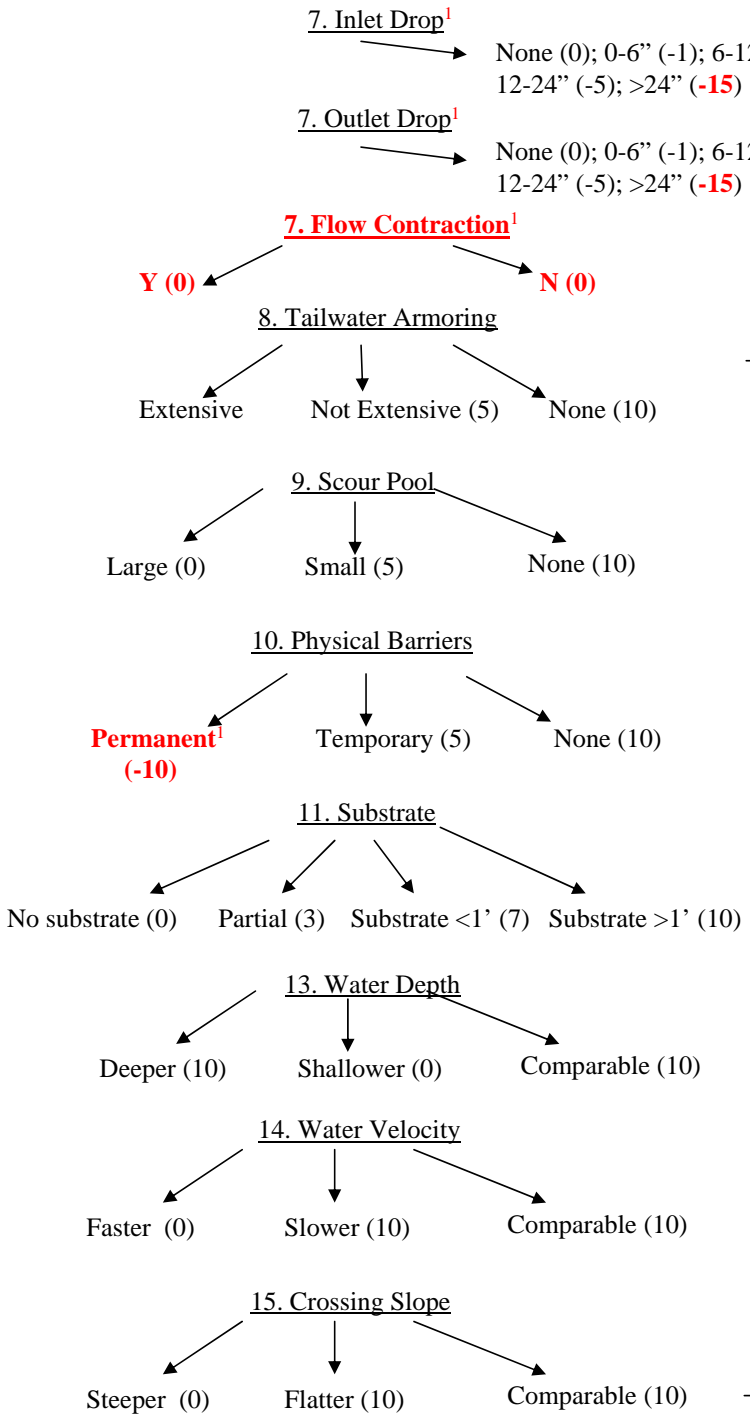 7. Inlet Drop¹
None (0); 0-6” (-1); 6-12
12-24” (-5); >24” (-15)
7. Outlet Drop¹
None (0); 0-6” (-1); 6-12
12-24” (-5); >24” (-15)
7. Flow Contraction¹
Y (0) N (0)
8. Tailwater Armoring
Extensive Not Extensive (5) None (10)
9. Scour Pool
Large (0) Small (5) None (10)
10. Physical Barriers
Permanent¹ Temporary (5) None (10)
(-10)
11. Substrate
No substrate (0) Partial (3) Substrate <1’ (7) Substrate >1’ (10)
13. Water Depth
Deeper (10) Shallower (0) Comparable (10)
14. Water Velocity
Faster (0) Slower (10) Comparable (10)
15. Crossing Slope
Steeper (0) Flatter (10) Comparable (10)